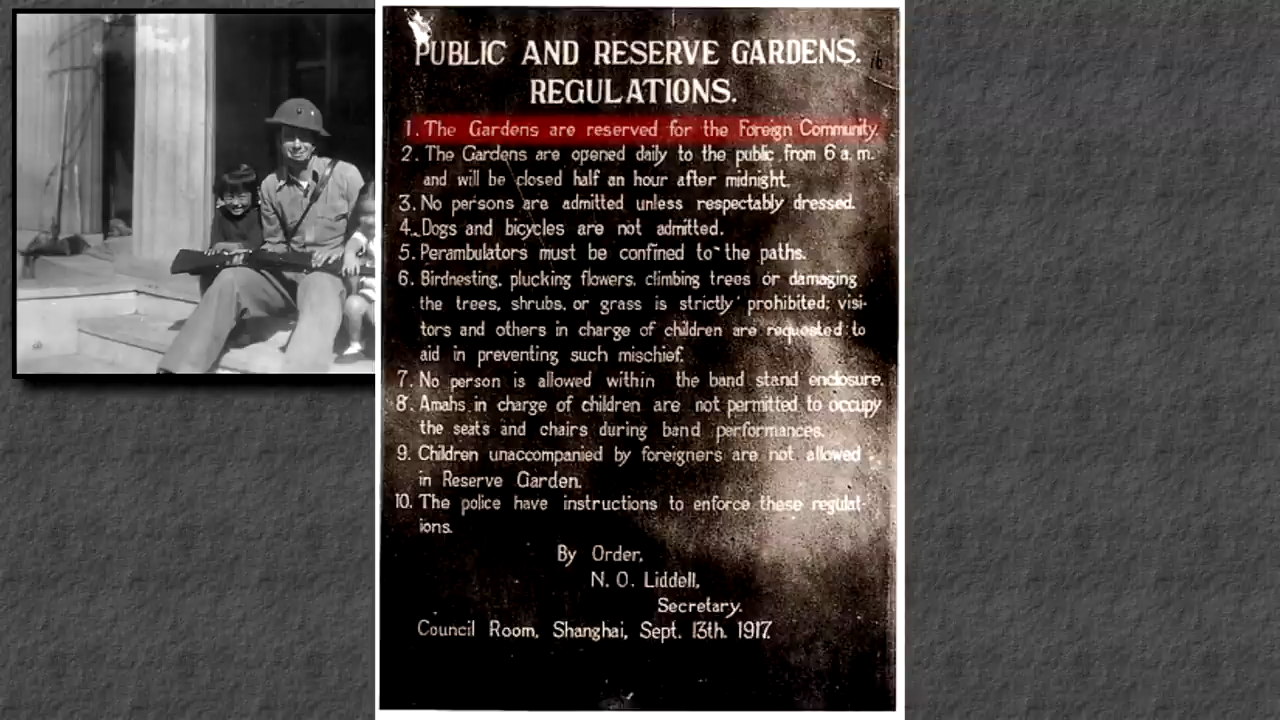 PUBLIC AND RESERVE GARDENS.
REGULATIONS.
1. The Gardens are reserved for the Foreign Community.
2. The Gardens are opened daily to the public from 6 a.m.
and will be closed half an hour after midnight.
3. No persons are admitted unless respectably dressed.
4. Dogs and bicycles are not admitted.
5. Perambulators must be confined to the paths.
6. Birdnesting, plucking flowers, climbing trees or damaging
the trees, shrubs, or grass is strictly prohibited; visi-
tors and others in charge of children are requested to
aid in preventing such mischief.
7. No person is allowed within the band stand enclosure.
8. Amahs in charge of children are not permitted to occupy
the seats and chairs during band performances.
9. Children unaccompanied by foreigners are not allowed
in Reserve Garden.
10. The police have instructions to enforce these regulat-
ions.
By Order,
N. O. Liddell,
Secretary.
Council Room, Shanghai, Sept. 13th. 1917.